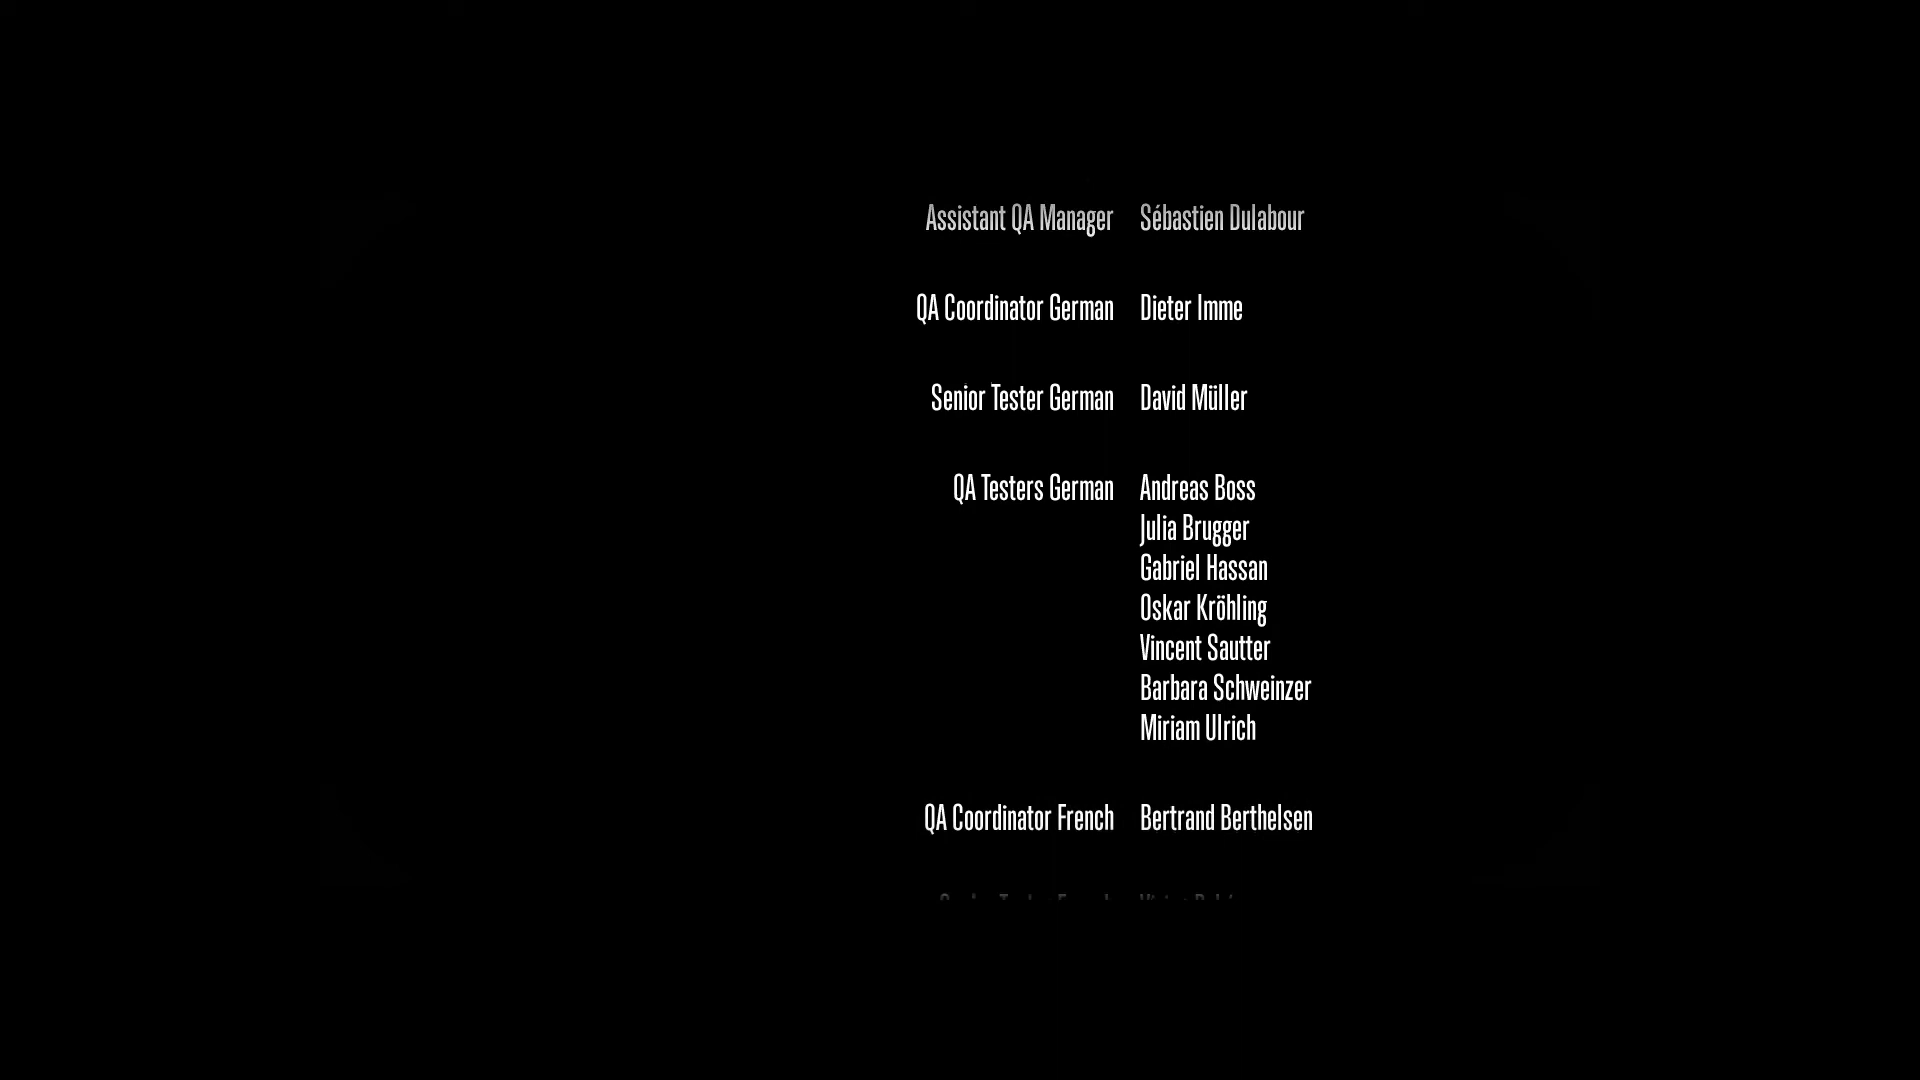 Assistant QA Manager Sébastien Dulabour
QA Coordinator German Dieter Imme
Senior Tester German David Müller
QA Testers German Andreas Boss
Julia Brugger
Gabriel Hassan
Oskar Kröhling
Vincent Sautter
Barbara Schweinzer
Miriam Ulrich
QA Coordinator French Bertrand Berthelsen